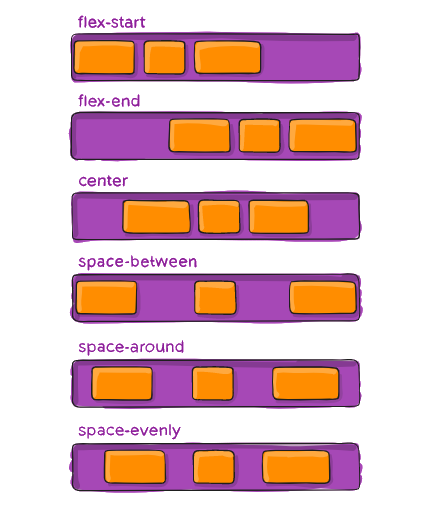 flex-start
flex-end
center
space-between
space-around
space-evenly